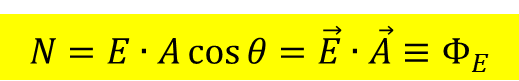 N = E · A cos θ = E⃗ · A⃗ ≡ Φ_E